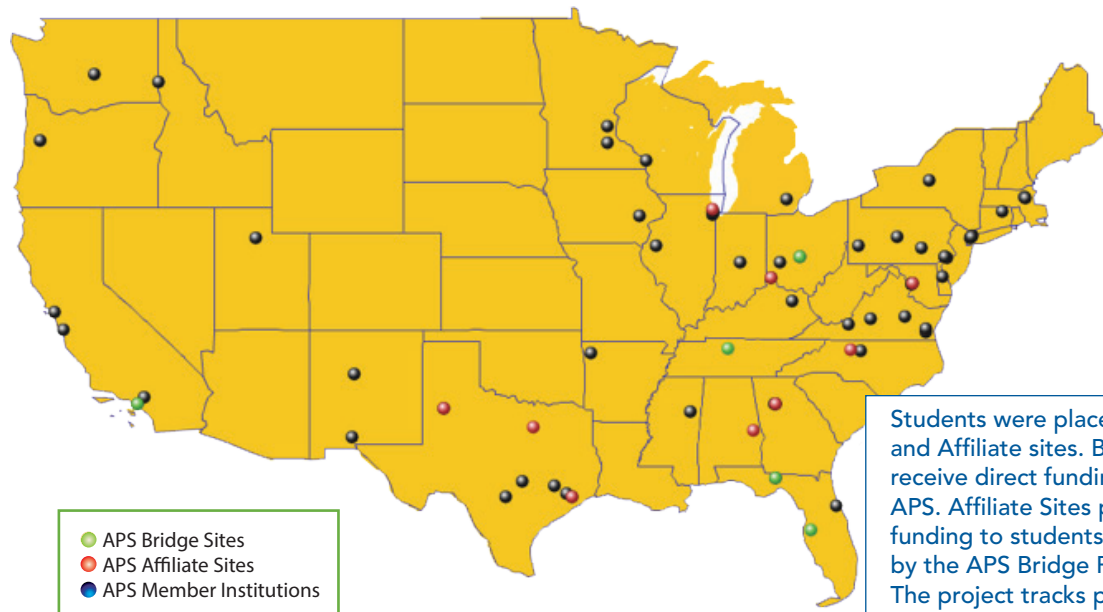 APS Bridge Sites
APS Affiliate Sites
APS Member Institutions
Students were place
and Affiliate sites. B
receive direct fundin
APS. Affiliate Sites p
funding to students
by the APS Bridge
The project tracks p